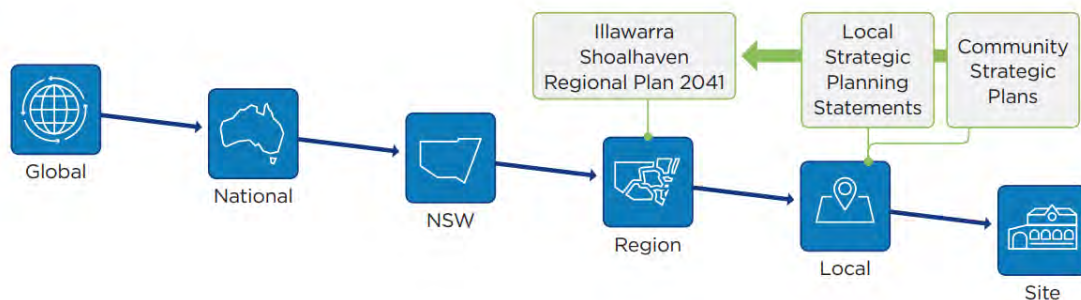 Illawarra
Shoalhaven
Regional Plan 2041
Local
Strategic
Planning
Statements
Community
Strategic
Plans
Global
National
NSW
Region
Local
Site